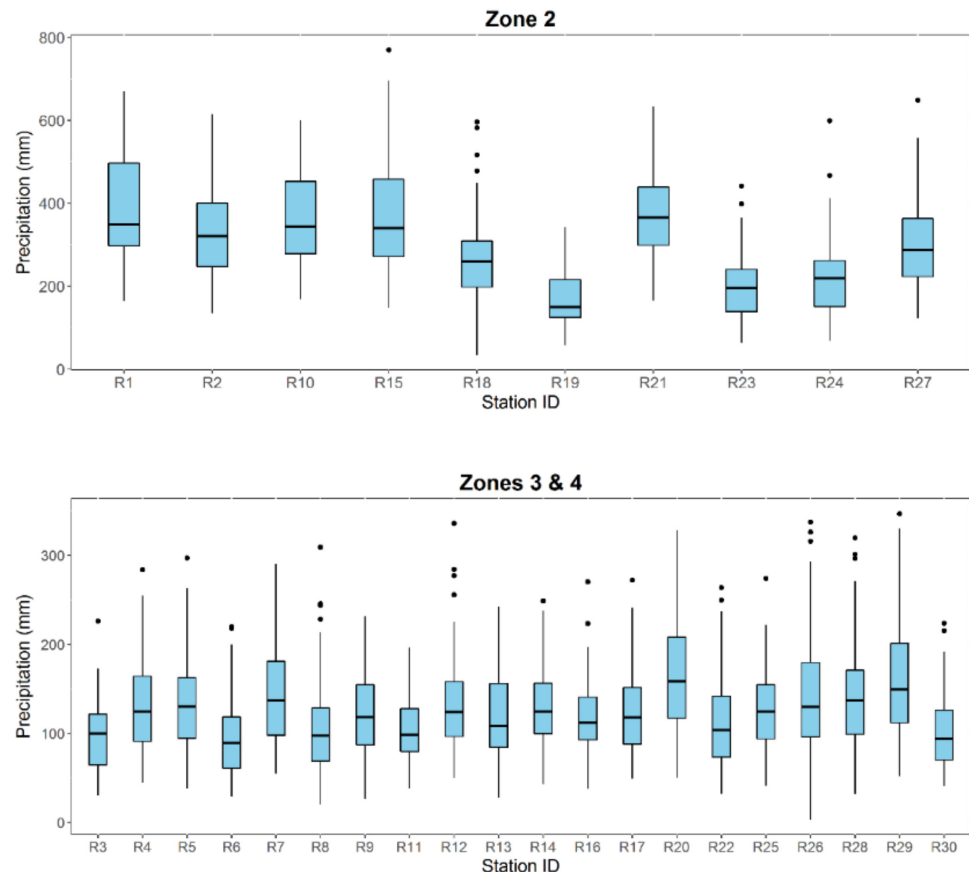 Zone 2
Precipitation (mm)
800
600
400
200
0
R1 R2 R10 R15 R18 R19 R21 R23 R24 R27
Station ID
Zones 3 & 4
Precipitation (mm)
300
200
100
0
R3 R4 R5 R6 R7 R8 R9 R11 R12 R13 R14 R16 R17 R20 R22 R25 R26 R28 R29 R30
Station ID